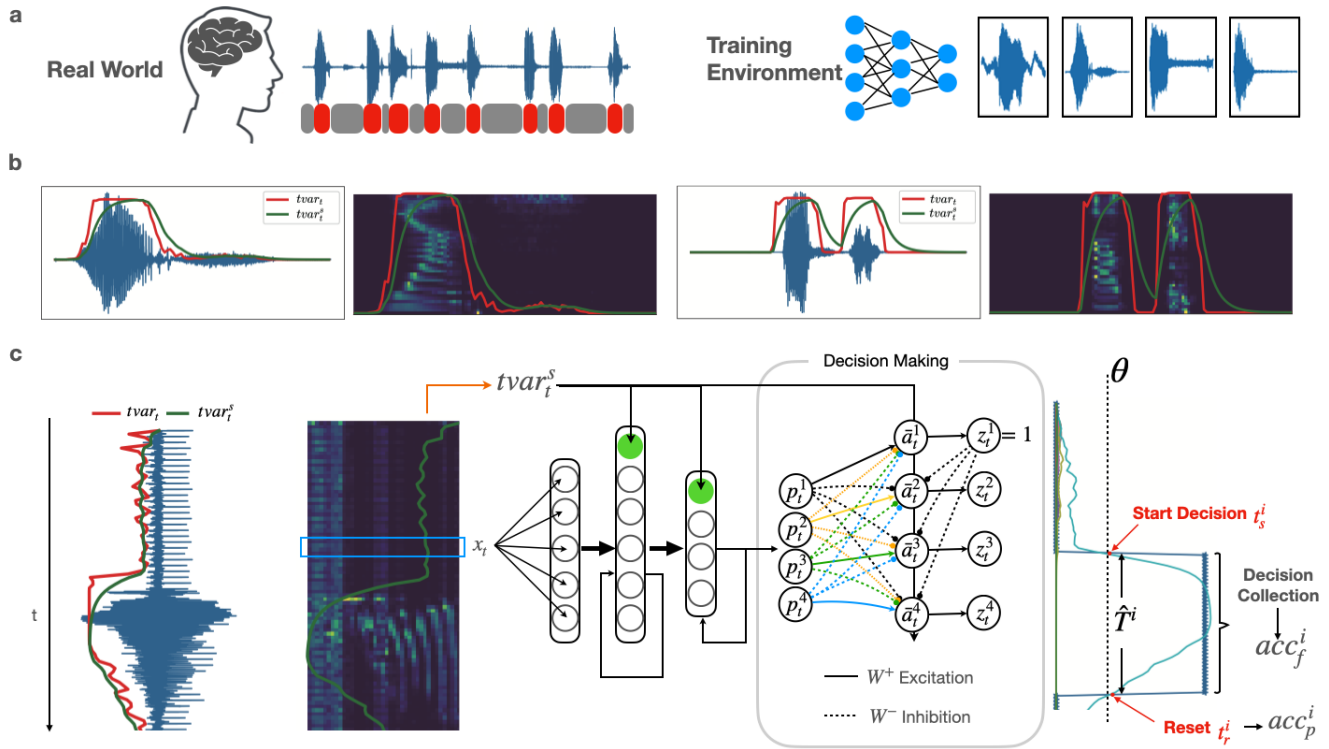 a
Real World
Training
Environment
b
tvar_t
tvar_t^s
tvar_t
tvar_t^s
c
Decision Making
θ
tvar_t tvar_t^s
tvar_t^s
t
x_t
p_t^1
p_t^2
p_t^3
p_t^4
ā_t^1
ā_t^2
ā_t^3
ā_t^4
z_t^1 = 1
z_t^2
z_t^3
z_t^4
W^+ Excitation
W^- Inhibition
Start Decision t_s^i
T̂^i
Decision
Collection
acc_f^i
Reset t_r^i
acc_p^i